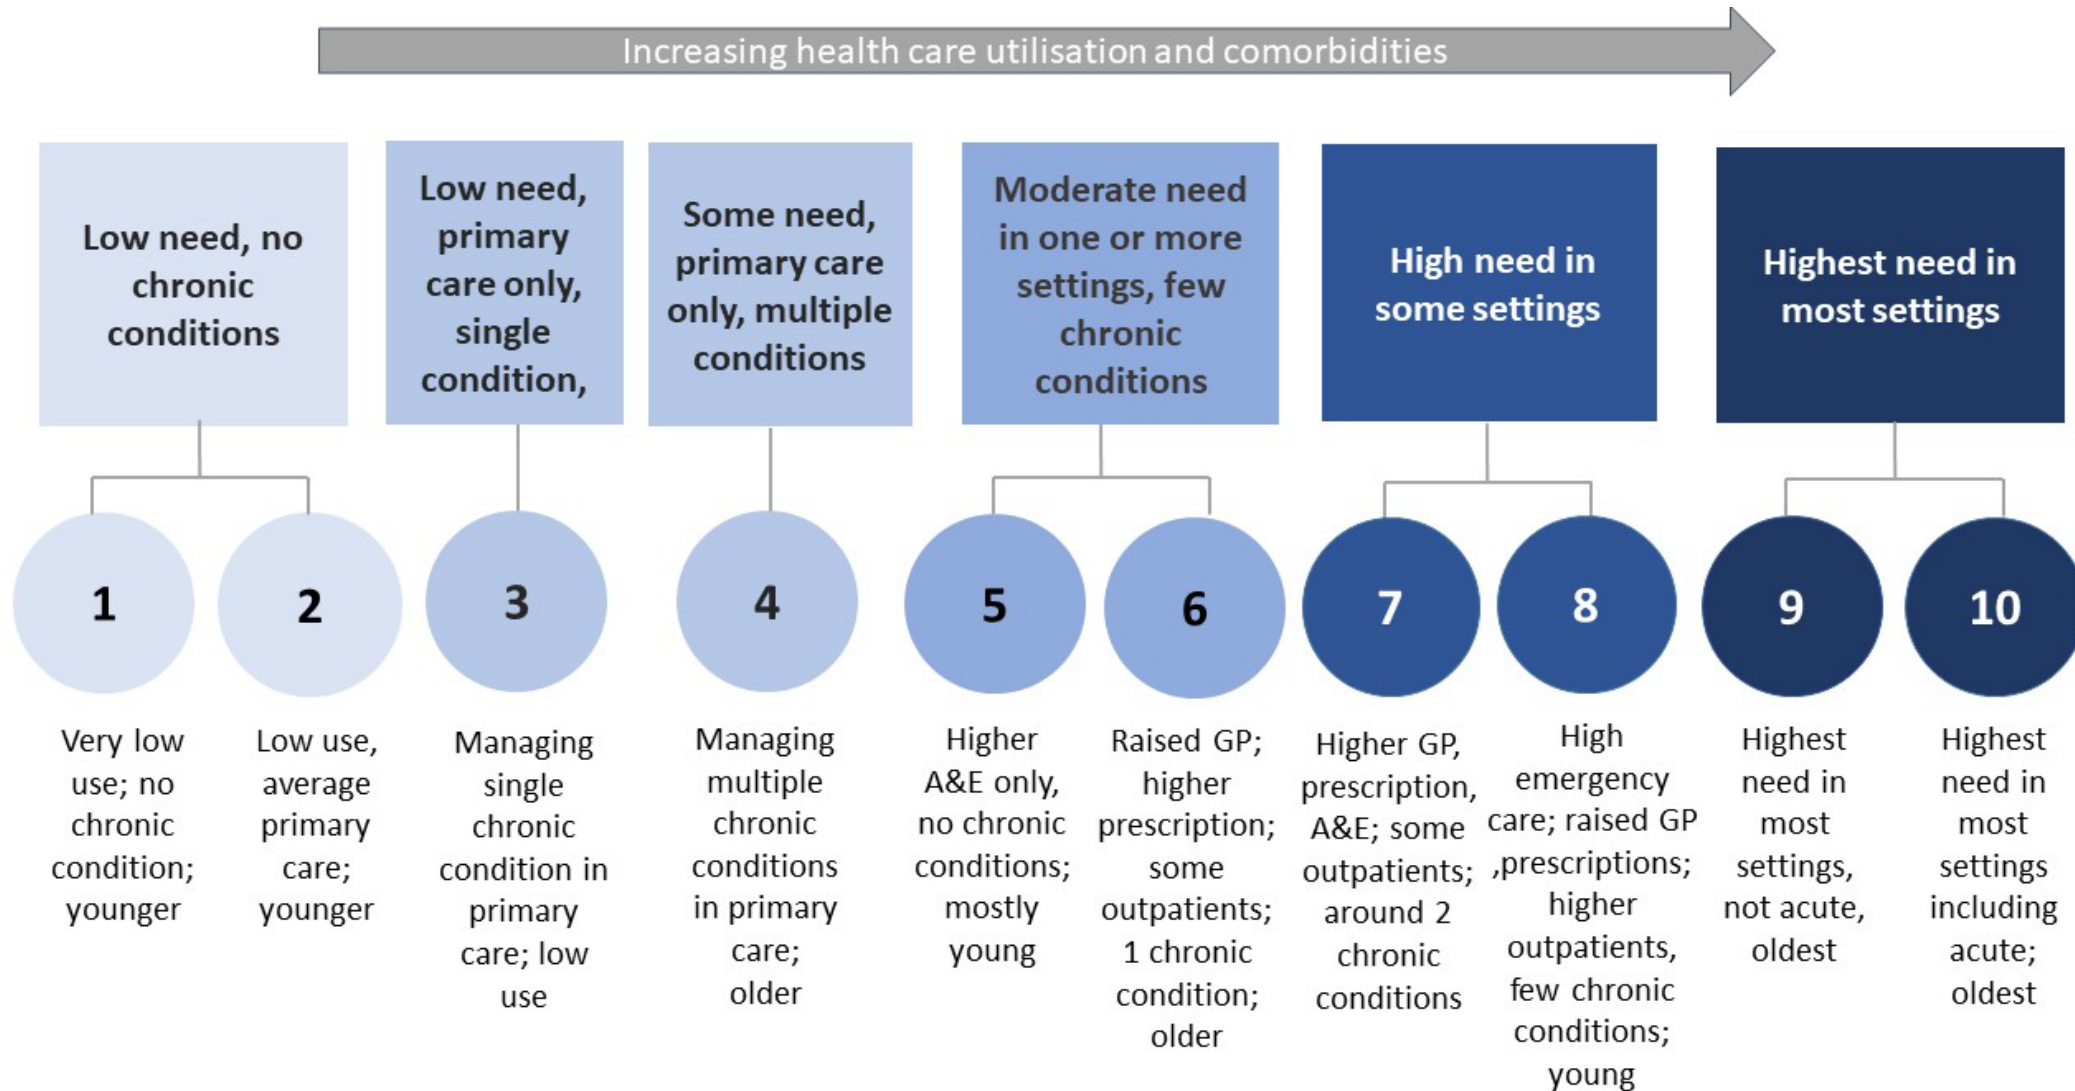 Increasing health care utilisation and comorbidities
Low need, no
chronic
conditions
Low need,
primary
care only,
single
condition,
Some need,
primary care
only, multiple
conditions
Moderate need
in one or more
settings, few
chronic
conditions
High need in
some settings
Highest need in
most settings
1
2
3
4
5
6
7
8
9
10
Very low
use; no
chronic
condition;
younger
Low use,
average
primary
care;
younger
Managing
single
chronic
condition in
primary
care; low
use
Managing
multiple
chronic
conditions
in primary
care;
older
Higher
A&E only,
no chronic
conditions;
mostly
young
Raised GP;
higher
prescription;
some
outpatients;
1 chronic
condition;
older
Higher GP,
prescription,
A&E; some
outpatients;
around 2
chronic
conditions
High
emergency
care; raised GP
,prescriptions;
higher
outpatients,
few chronic
conditions;
young
Highest
need in
most
settings,
not acute,
oldest
Highest
need in
most
settings
including
acute;
oldest